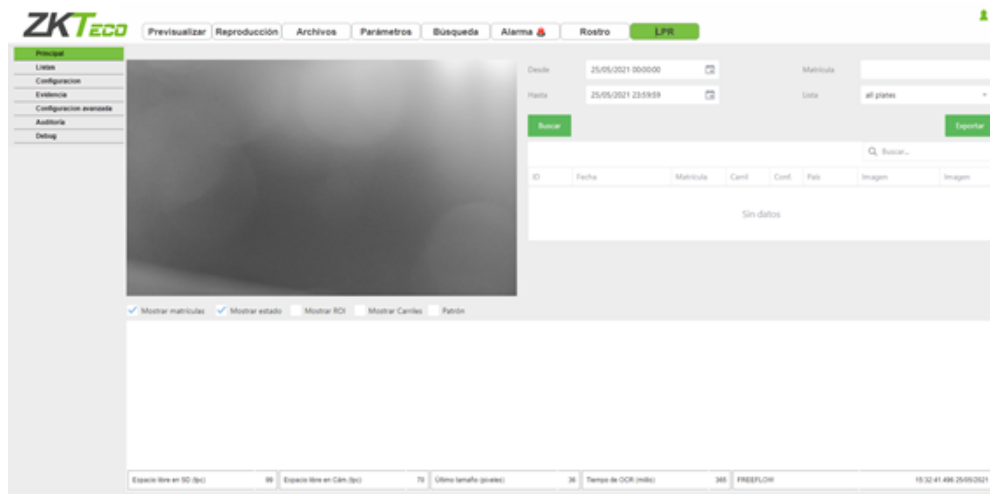 ZKTECO
Previsualizar Reproducción Archivos Parámetros Búsqueda Alarma Rostro LPR
Principal
Listas
Configuracion
Evidencia
Configuracion avanzada
Auditoria
Debug
Desde 25/05/2021 00:00:00 Matrícula
Hasta 25/05/2021 23:59:59 Lista all plates
Buscar Exportar
Buscar...
ID Fecha Matrícula Carril Conf. País Imagen Imagen
Sin datos
Mostrar matrículas Mostrar estado Mostrar ROI Mostrar Carriles Patrón
Espacio libre en SD (tpc) 99 Espacio libre en Cám.(tpc) 70 Último tamaño (pixeles) 36 Tiempo de OCR (millis) 365 FREEFLOW 15:32:41.496 25/05/2021